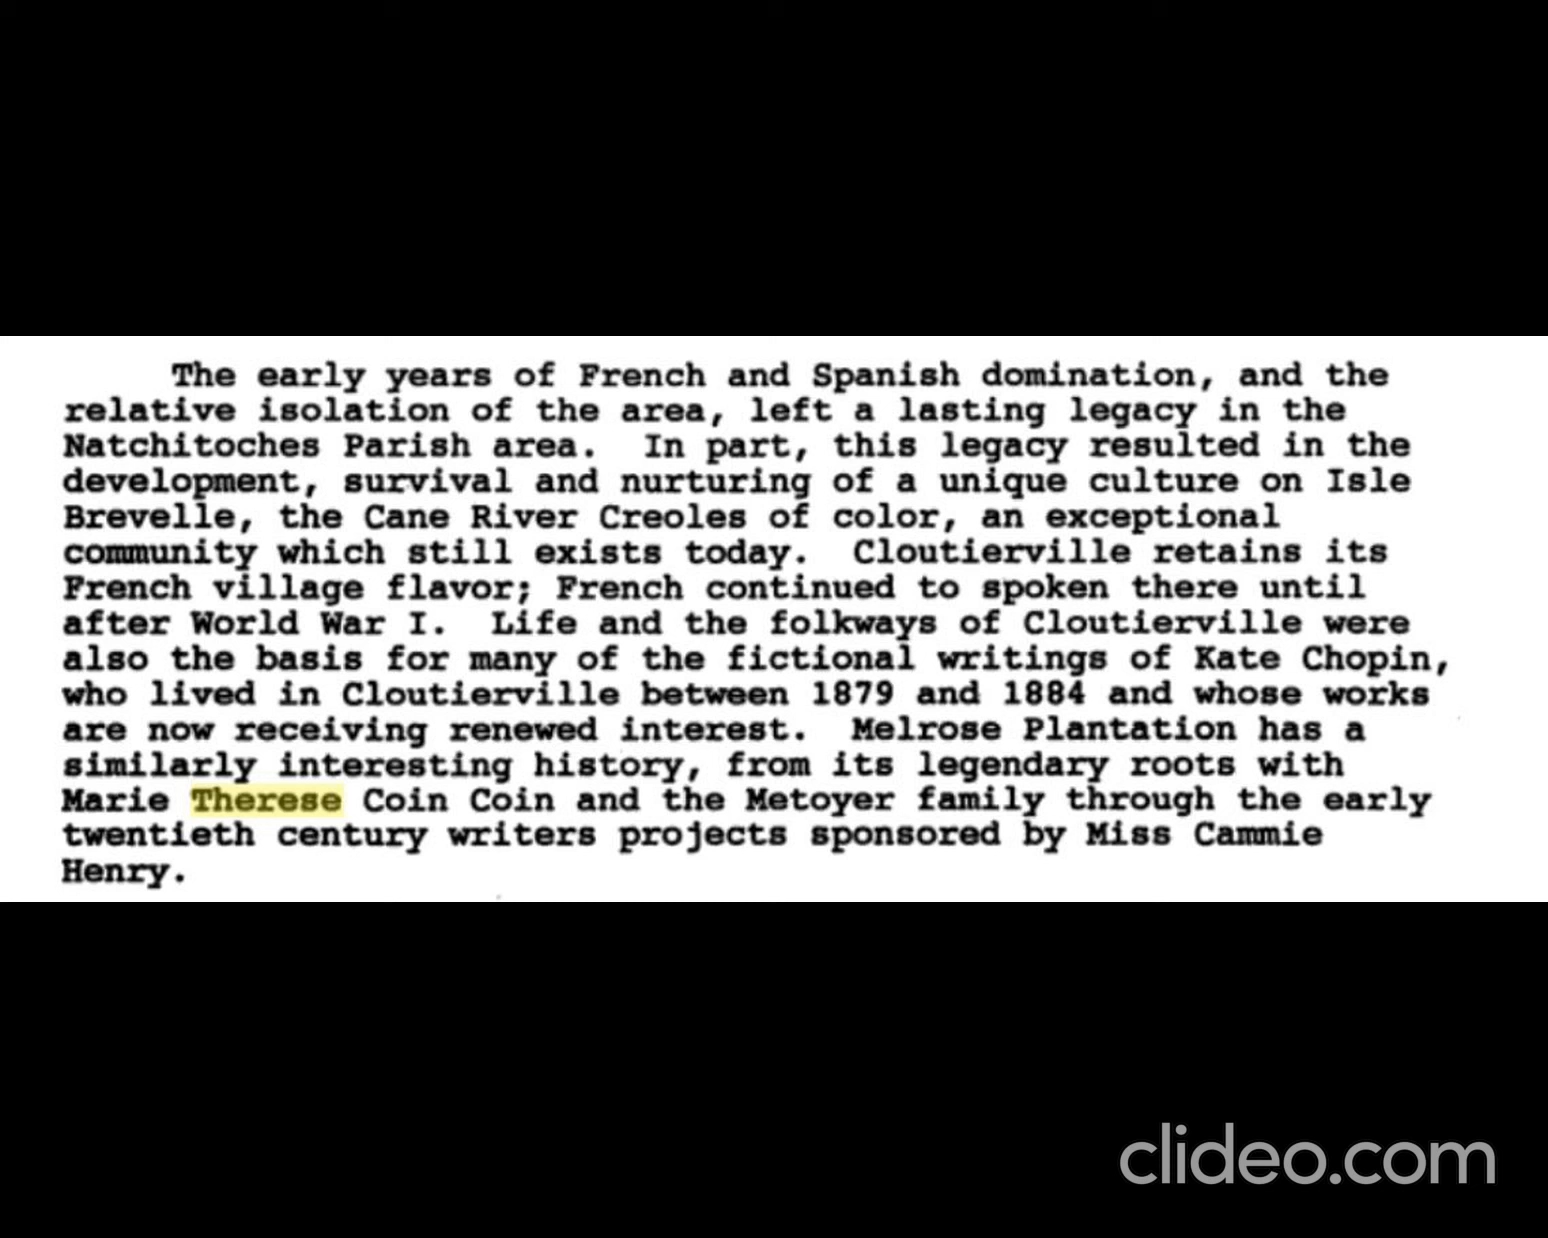 The early years of French and Spanish domination, and the
relative isolation of the area, left a lasting legacy in the
Natchitoches Parish area. In part, this legacy resulted in the
development, survival and nurturing of a unique culture on Isle
Brevelle, the Cane River Creoles of color, an exceptional
community which still exists today. Cloutierville retains its
French village flavor; French continued to spoken there until
after World War I. Life and the folkways of Cloutierville were
also the basis for many of the fictional writings of Kate Chopin,
who lived in Cloutierville between 1879 and 1884 and whose works
are now receiving renewed interest. Melrose Plantation has a
similarly interesting history, from its legendary roots with
Marie Therese Coin Coin and the Metoyer family through the early
twentieth century writers projects sponsored by Miss Cammie
Henry.
clideo.com